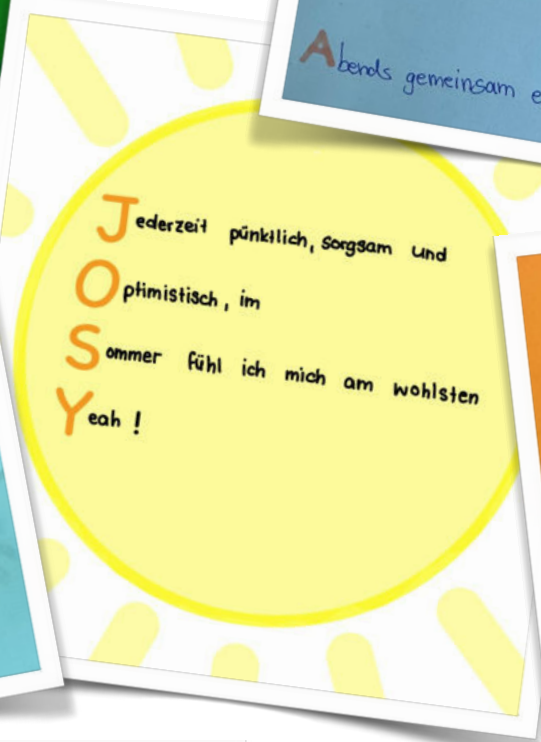 Abends gemeinsam
Jederzeit pünktlich, sorgsam und
Optimistisch, im
Sommer fühl ich mich am wohlsten
Yeah !